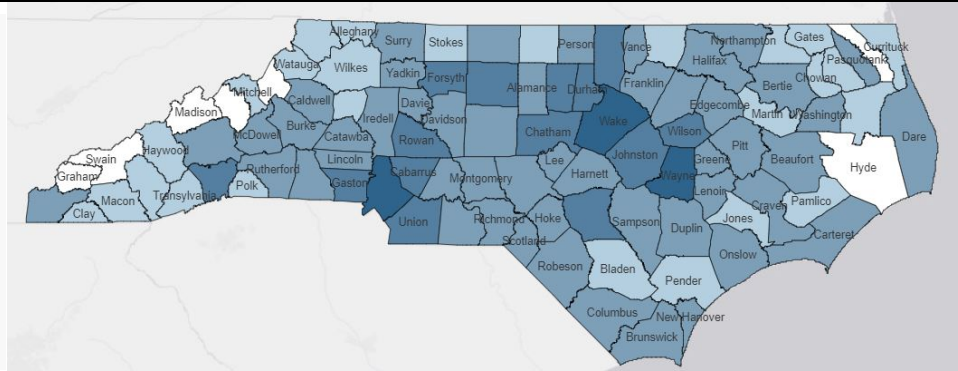 Alleghany
Surry
Stokes
Person
Vance
Northampton
Gates
Currituck
Pasquotank
Watauga
Wilkes
Yadkin
Forsyth
Alamance
Durham
Franklin
Halifax
Bertie
Chowan
Mitchell
Caldwell
Iredell
Davie
Davidson
Edgecombe
Martin
Washington
Madison
McDowell
Burke
Catawba
Rowan
Chatham
Wake
Wilson
Pitt
Dare
Haywood
Swain
Graham
Rutherford
Lincoln
Cabarrus
Montgomery
Lee
Harnett
Johnston
Wayne
Greene
Beaufort
Hyde
Macon
Transylvania
Polk
Gaston
Lenoir
Craven
Pamlico
Clay
Union
Richmond
Hoke
Sampson
Duplin
Jones
Carteret
Scotland
Robeson
Bladen
Onslow
Pender
Columbus
New Hanover
Brunswick